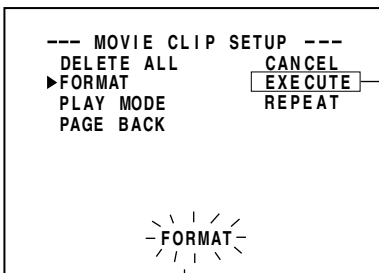 --- MOVIE CLIP SETUP ---
DELETE ALL CANCEL
▶FORMAT EXECUTE
PLAY MODE REPEAT
PAGE BACK
FORMAT